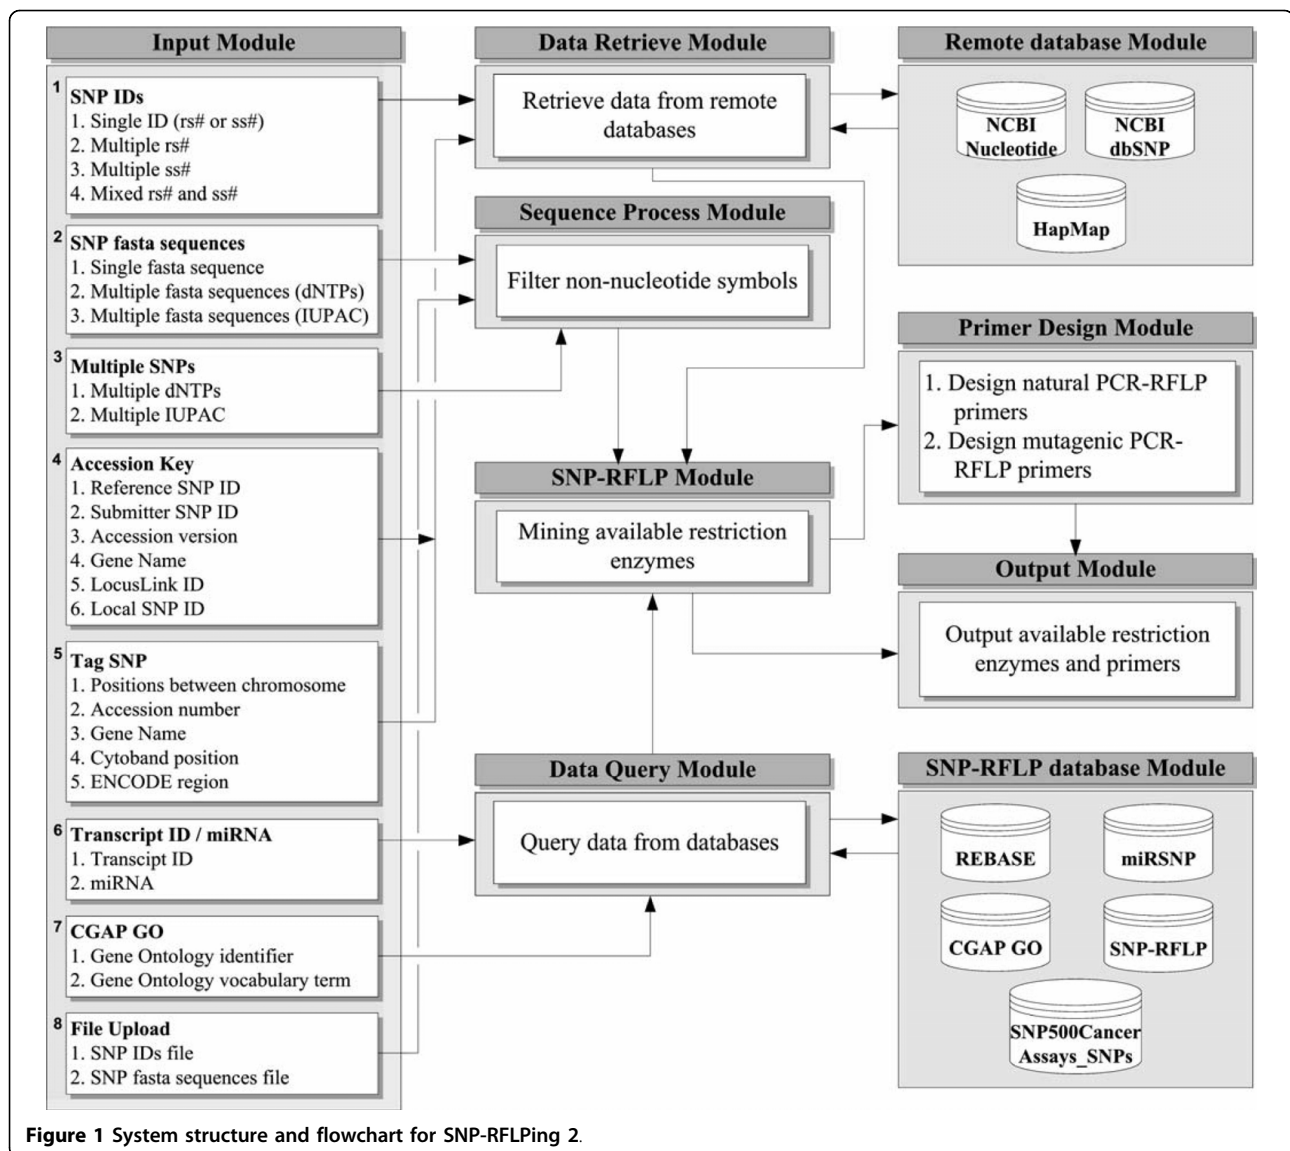 Input Module
1
SNP IDs
1. Single ID (rs# or ss#)
2. Multiple rs#
3. Multiple ss#
4. Mixed rs# and ss#
2
SNP fasta sequences
1. Single fasta sequence
2. Multiple fasta sequences (dNTPs)
3. Multiple fasta sequences (IUPAC)
3
Multiple SNPs
1. Multiple dNTPs
2. Multiple IUPAC
4
Accession Key
1. Reference SNP ID
2. Submitter SNP ID
3. Accession version
4. Gene Name
5. LocusLink ID
6. Local SNP ID
5
Tag SNP
1. Positions between chromosome
2. Accession number
3. Gene Name
4. Cytoband position
5. ENCODE region
6
Transcript ID / miRNA
1. Transcipt ID
2. miRNA
7
CGAP GO
1. Gene Ontology identifier
2. Gene Ontology vocabulary term
8
File Upload
1. SNP IDs file
2. SNP fasta sequences file
Data Retrieve Module
Retrieve data from remote
databases
Sequence Process Module
Filter non-nucleotide symbols
SNP-RFLP Module
Mining available restriction
enzymes
Data Query Module
Query data from databases
Remote database Module
NCBI
Nucleotide
NCBI
dbSNP
HapMap
Primer Design Module
1. Design natural PCR-RFLP
primers
2. Design mutagenic PCR-
RFLP primers
Output Module
Output available restriction
enzymes and primers
SNP-RFLP database Module
REBASE
miRSNP
CGAP GO
SNP-RFLP
SNP500Cancer
Assays_SNPs
Figure 1 System structure and flowchart for SNP-RFLPing 2.